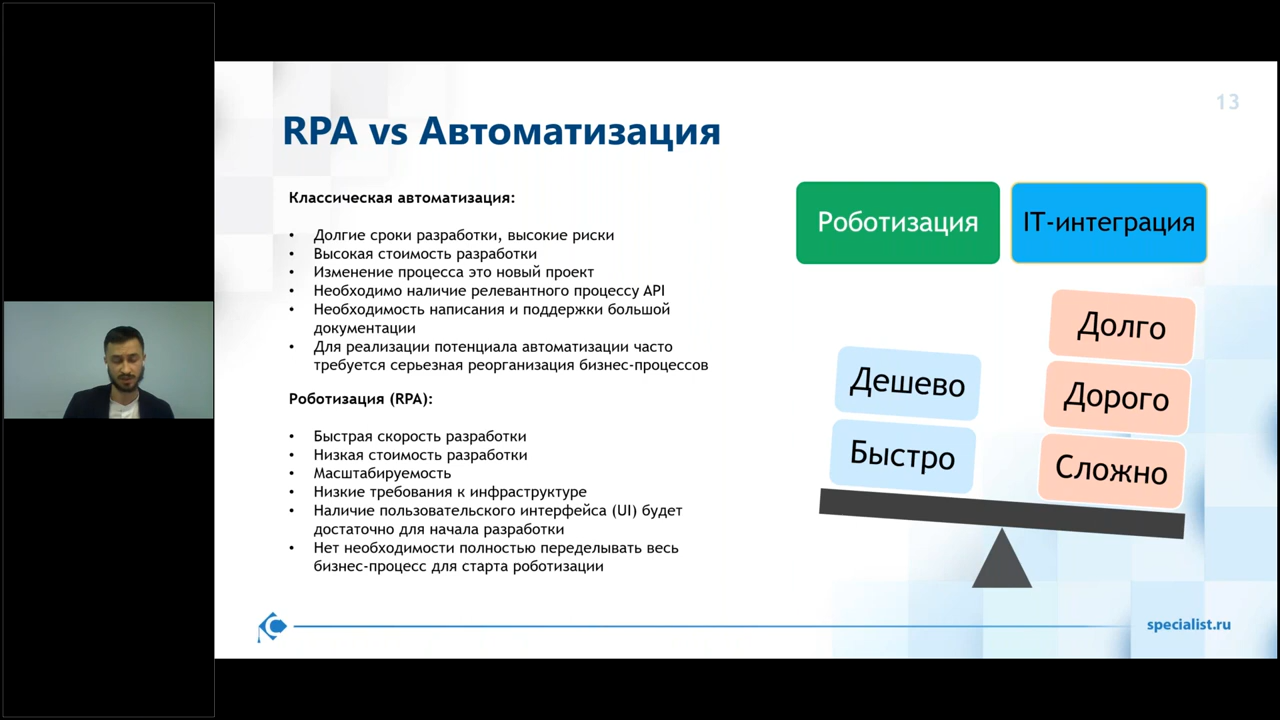 13
RPA vs Автоматизация
Классическая автоматизация:
• Долгие сроки разработки, высокие риски
• Высокая стоимость разработки
• Изменение процесса это новый проект
• Необходимо наличие релевантного процессу API
• Необходимость написания и поддержки большой
документации
• Для реализации потенциала автоматизации часто
требуется серьезная реорганизация бизнес-процессов
Роботизация (RPA):
• Быстрая скорость разработки
• Низкая стоимость разработки
• Масштабируемость
• Низкие требования к инфраструктуре
• Наличие пользовательского интерфейса (UI) будет
достаточно для начала разработки
• Нет необходимости полностью переделывать весь
бизнес-процесс для старта роботизации
Роботизация
IT-интеграция
Дешево
Быстро
Долго
Дорого
Сложно
specialist.ru